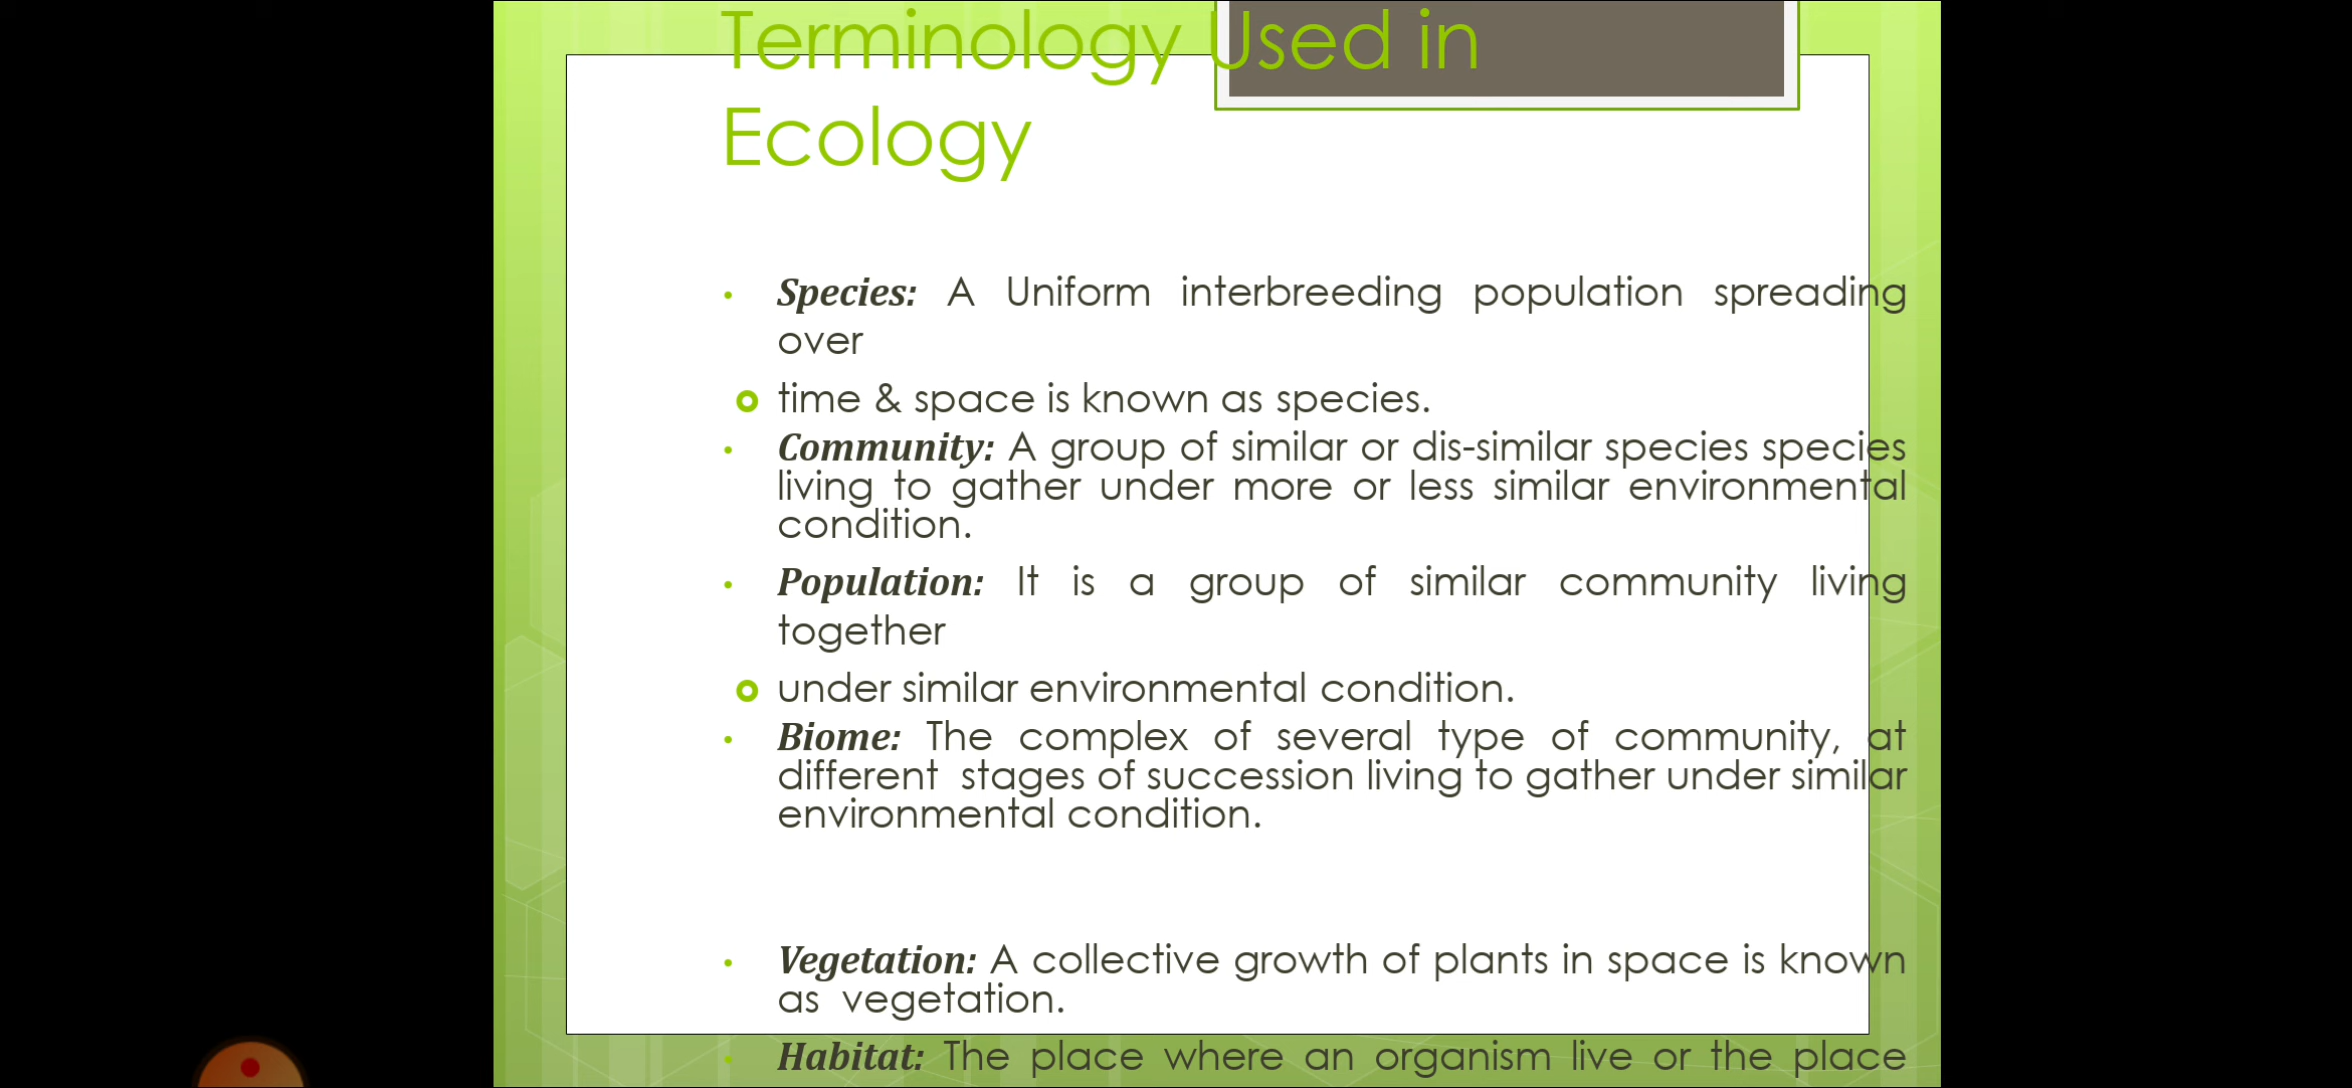 Terminology Used in
Ecology
• Species: A Uniform interbreeding population spreading
over
time & space is known as species.
• Community: A group of similar or dis-similar species species
living to gather under more or less similar environmental
condition.
• Population: It is a group of similar community living
together
under similar environmental condition.
• Biome: The complex of several type of community, at
different stages of succession living to gather under similar
environmental condition.
• Vegetation: A collective growth of plants in space is known
as vegetation.
• Habitat: The place where an organism live or the place